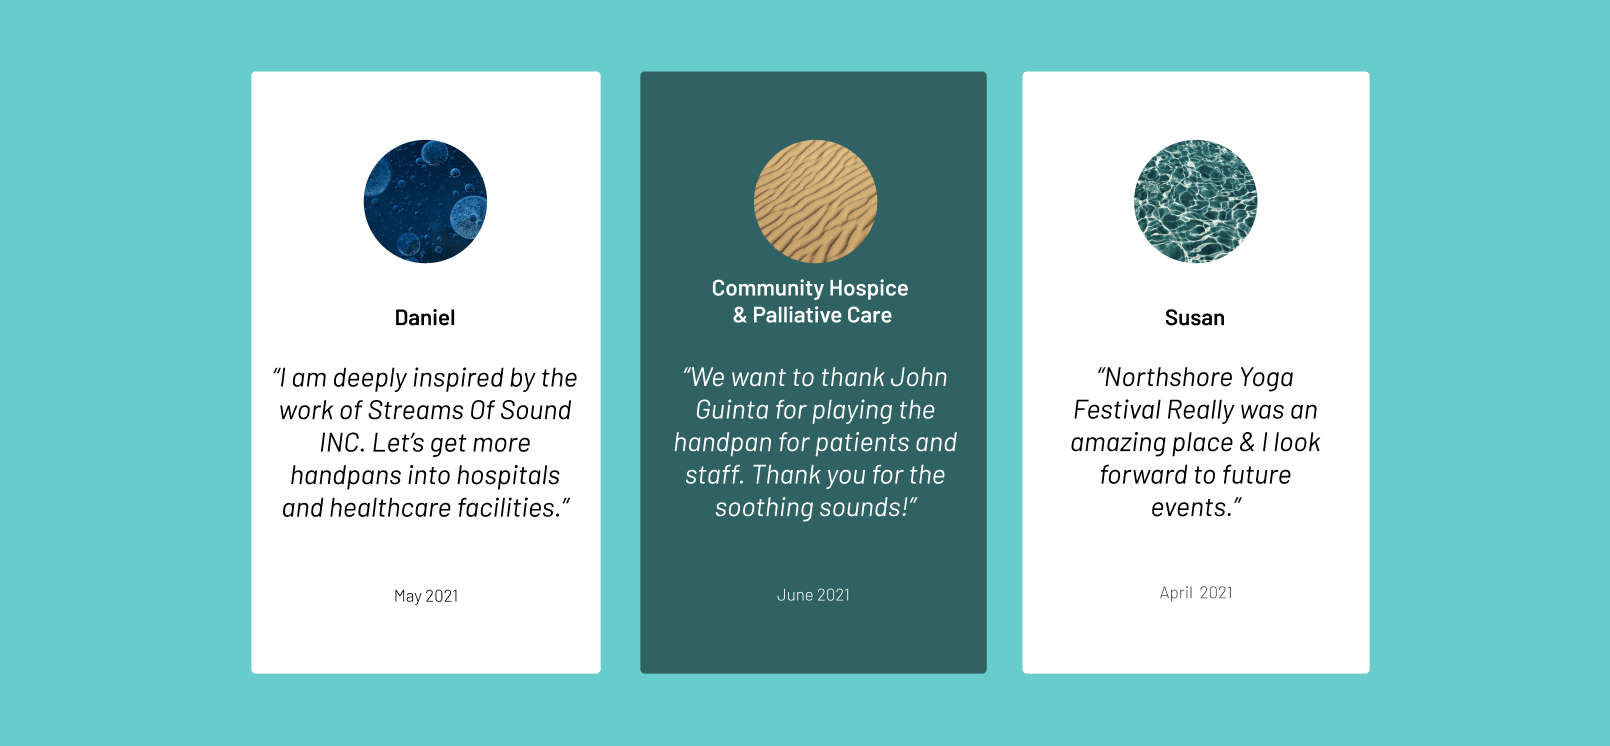 Daniel
“I am deeply inspired by the
work of Streams Of Sound
INC. Let’s get more
handpans into hospitals
and healthcare facilities.”
May 2021
Community Hospice
& Palliative Care
“We want to thank John
Guinta for playing the
handpan for patients and
staff. Thank you for the
soothing sounds!”
June 2021
Susan
“Northshore Yoga
Festival Really was an
amazing place & I look
forward to future
events.”
April 2021